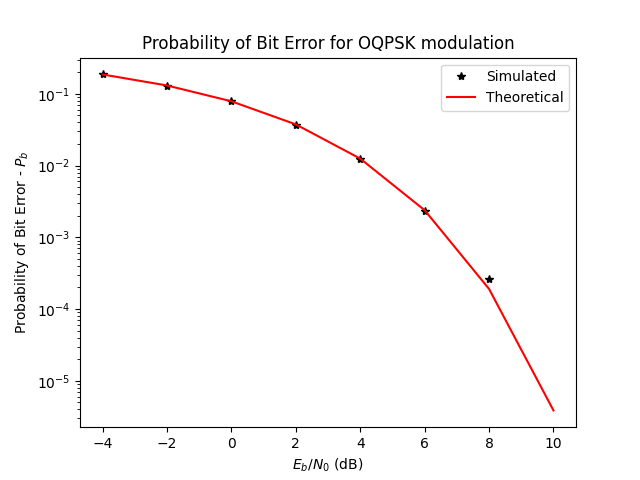 Probability of Bit Error for OQPSK modulation
Simulated
Theoretical
Probability of Bit Error - $P_b$
$10^{-1}$
$10^{-2}$
$10^{-3}$
$10^{-4}$
$10^{-5}$
−4 −2 0 2 4 6 8 10
$E_b/N_0$ (dB)